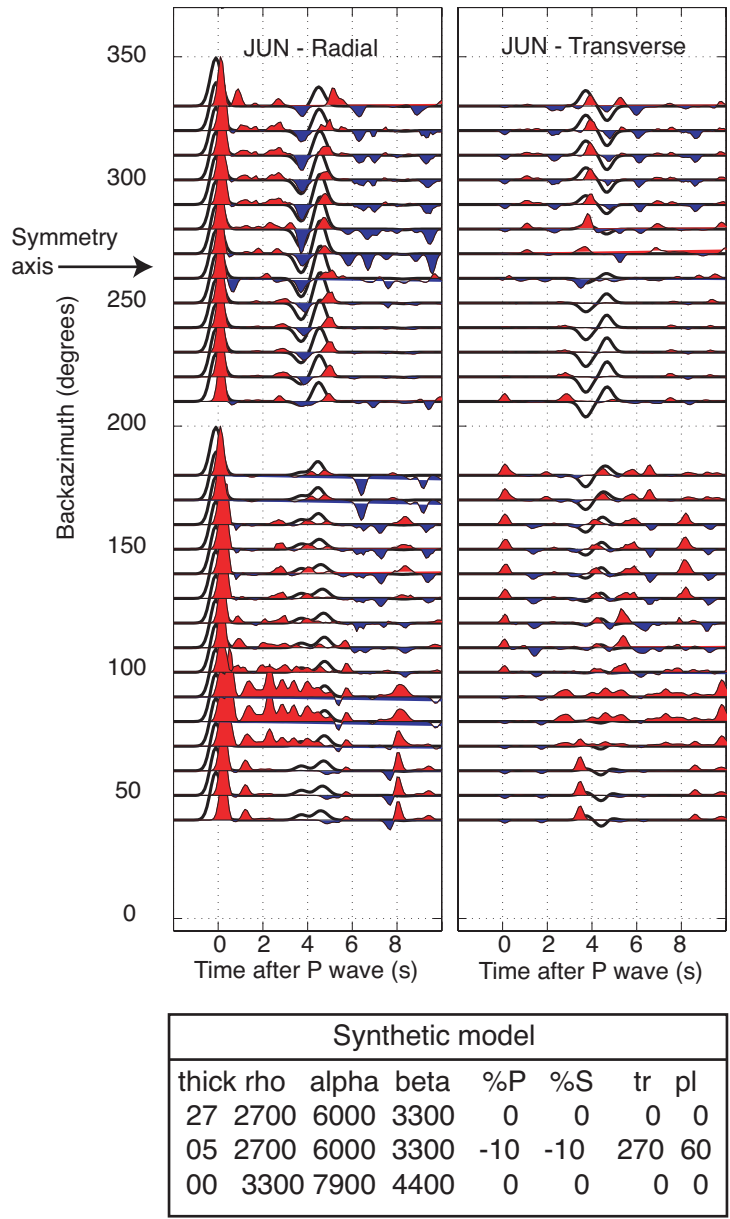 JUN - Radial
JUN - Transverse
350
300
Symmetry
axis
250
200
150
100
50
0
Backazimuth (degrees)
0 2 4 6 8
0 2 4 6 8
Time after P wave (s)
Time after P wave (s)
Synthetic model
thick rho alpha beta %P %S tr pl
27 2700 6000 3300 0 0 0 0
05 2700 6000 3300 -10 -10 270 60
00 3300 7900 4400 0 0 0 0